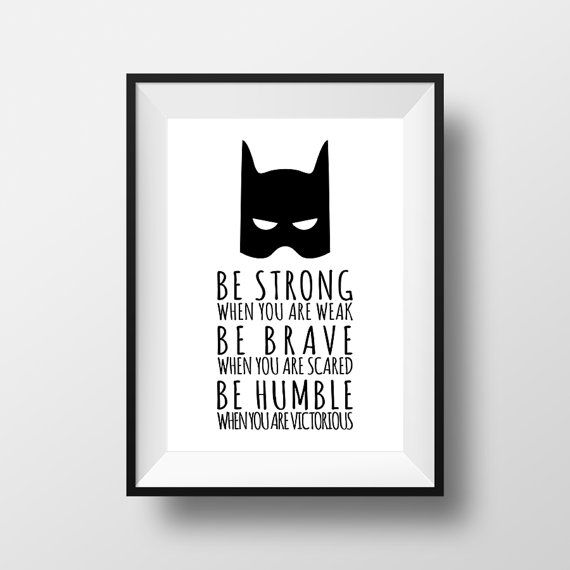 BE STRONG
WHEN YOU ARE WEAK
BE BRAVE
WHEN YOU ARE SCARED
BE HUMBLE
WHEN YOU ARE VICTORIOUS